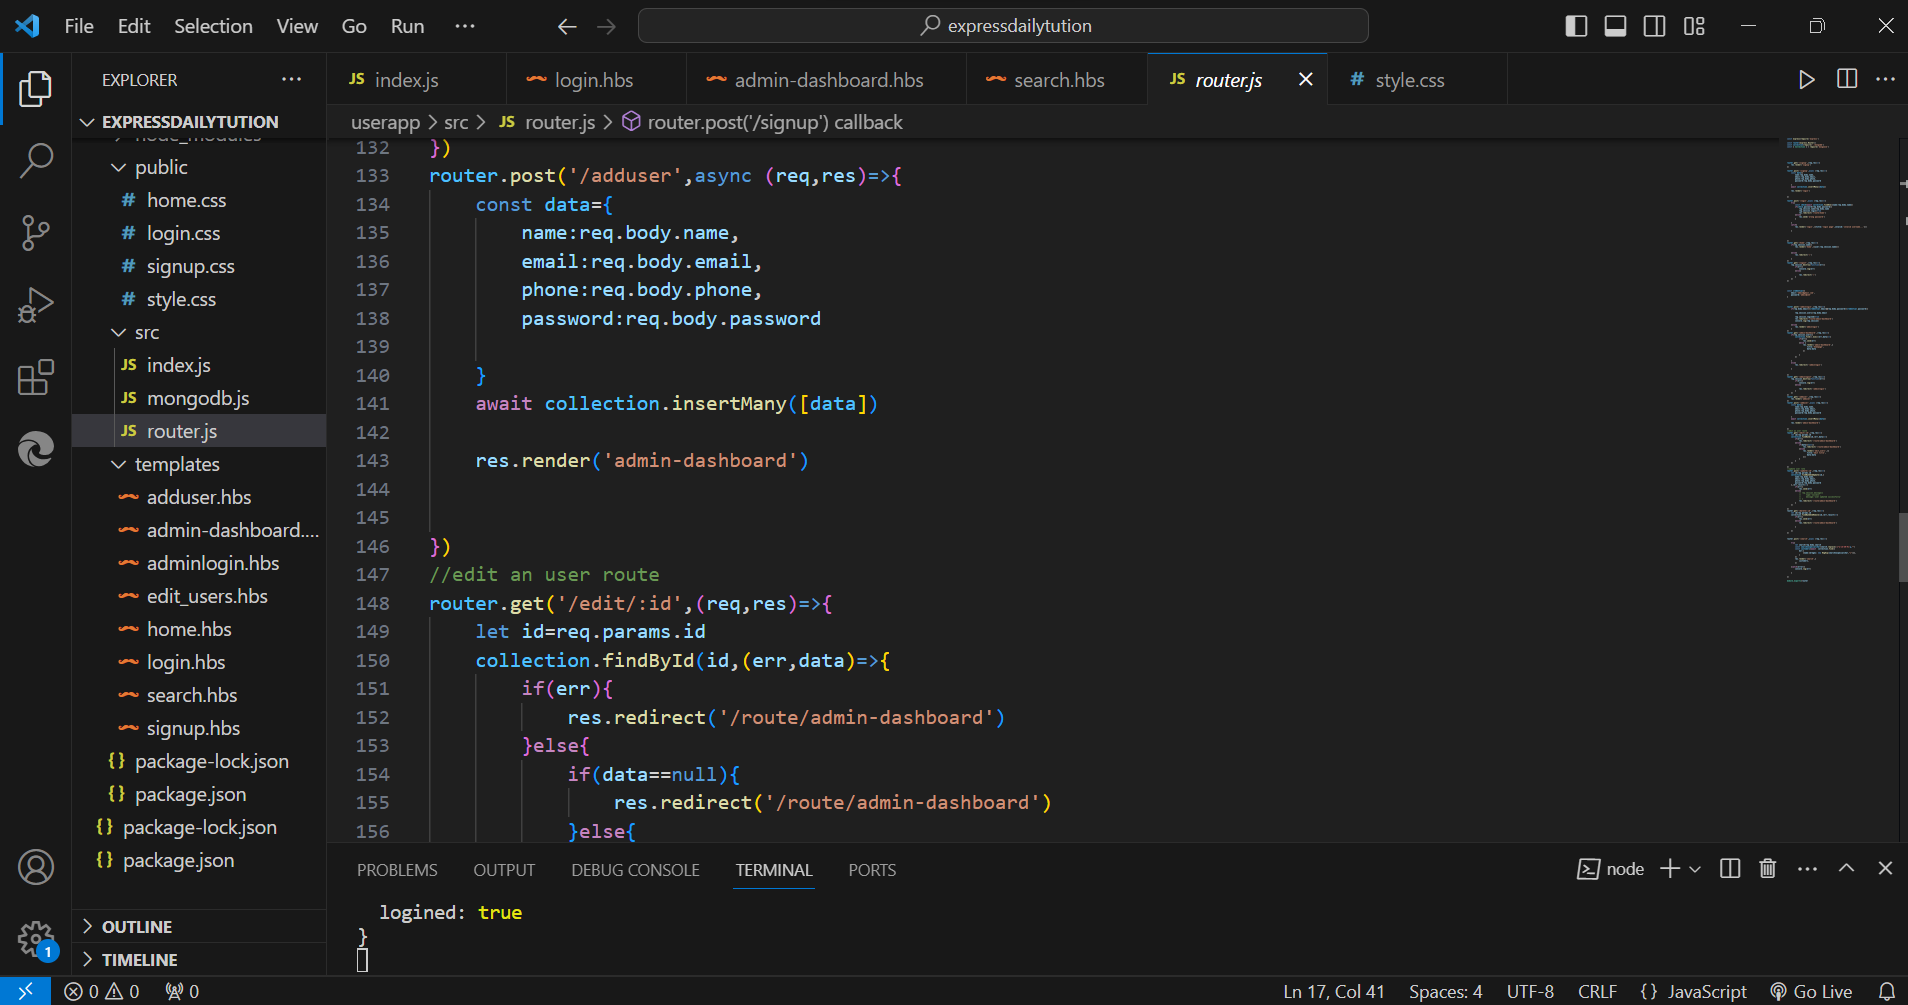 File Edit Selection View Go Run ···
expressdailytution
EXPLORER ···
EXPRESSDAILYTUTION
node_modules
public
# home.css
# login.css
# signup.css
# style.css
src
JS index.js
JS mongodb.js
JS router.js
templates
adduser.hbs
admin-dashboard....
adminlogin.hbs
edit_users.hbs
home.hbs
login.hbs
search.hbs
signup.hbs
{} package-lock.json
{} package.json
{} package-lock.json
{} package.json
OUTLINE
TIMELINE
JS index.js login.hbs admin-dashboard.hbs search.hbs JS router.js # style.css
userapp > src > JS router.js > router.post('/signup') callback
132 })
133 router.post('/adduser',async (req,res)=>{
134 const data={
135 name:req.body.name,
136 email:req.body.email,
137 phone:req.body.phone,
138 password:req.body.password
139
140 }
141 await collection.insertMany([data])
142
143 res.render('admin-dashboard')
144
145
146 })
147 //edit an user route
148 router.get('/edit/:id',(req,res)=>{
149 let id=req.params.id
150 collection.findById(id,(err,data)=>{
151 if(err){
152 res.redirect('/route/admin-dashboard')
153 }else{
154 if(data==null){
155 res.redirect('/route/admin-dashboard')
156 }else{
PROBLEMS OUTPUT DEBUG CONSOLE TERMINAL PORTS
node
logined: true
}
1
0 0 0
Ln 17, Col 41 Spaces: 4 UTF-8 CRLF {} JavaScript Go Live